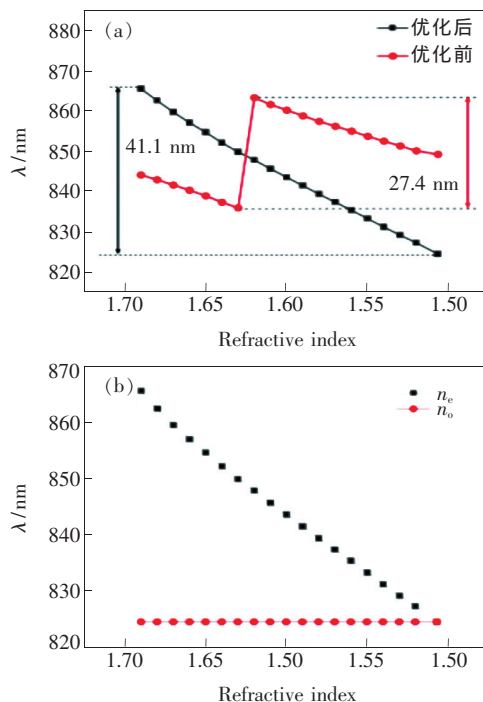 (a)
优化后
优化前
880
870
860
850
840
830
820
λ/nm
41.1 nm
27.4 nm
1.70
1.65
1.60
1.55
1.50
Refractive index
(b)
nₑ
nₒ
870
860
850
840
830
820
λ/nm
1.70
1.65
1.50
1.55
1.50
Refractive index